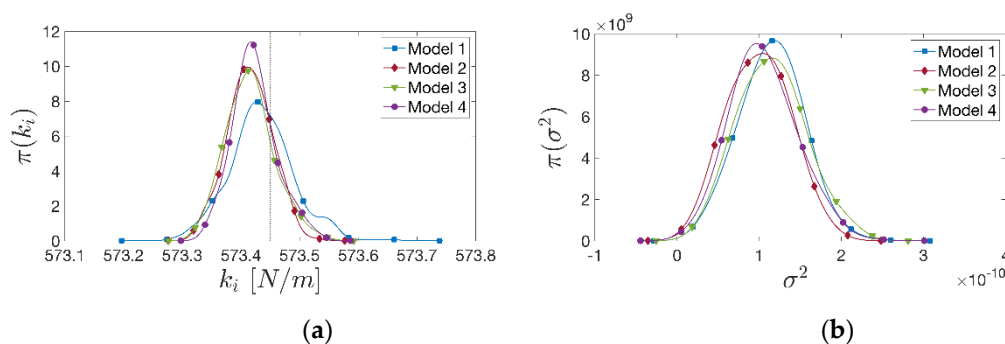 12
10
8
6
4
2
0
π(k_i)
573.1 573.2 573.3 573.4 573.5 573.6 573.7 573.8
k_i [N/m]
Model 1
Model 2
Model 3
Model 4
(a)
×10^9
10
8
6
4
2
0
π(σ^2)
-1 0 1 2 3 4
σ^2
×10^-10
Model 1
Model 2
Model 3
Model 4
(b)